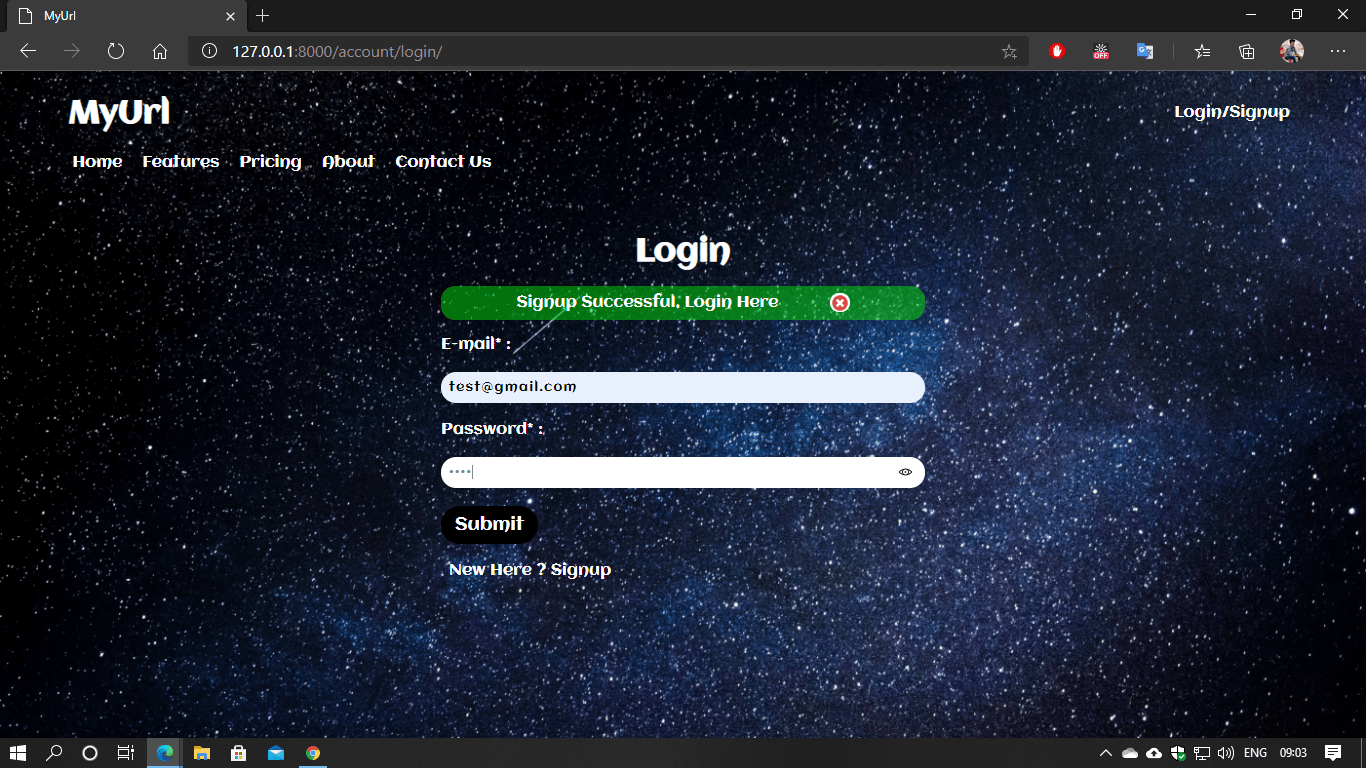 MyUrl
127.0.0.1:8000/account/login/
OFF
MyUrl
Login/Signup
Home Features Pricing About Contact Us
Login
Signup Successful, Login Here
E-mail* :
test@gmail.com
Password* :
••••
Submit
New Here ? Signup
ENG 09:03